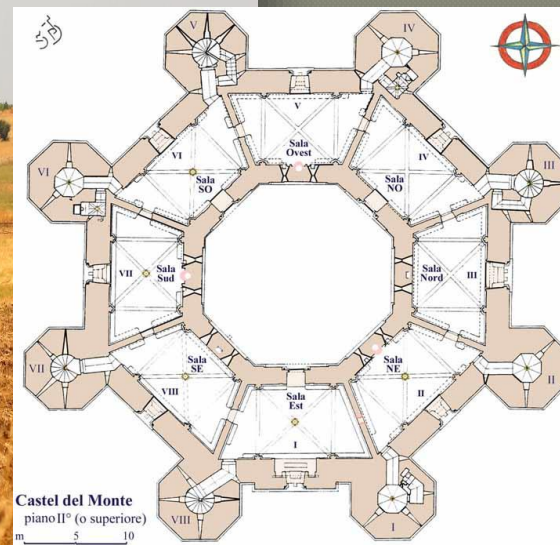 V
IV
V
Sala
Ovest
VI
Sala
SO
IV
Sala
NO
III
VI
VII
Sala
Sud
Sala
Nord
III
VII
Sala
SE
VIII
Sala
NE
II
II
Sala
Est
I
VIII
I
Castel del Monte
piano II° (o superiore)
m 5 10